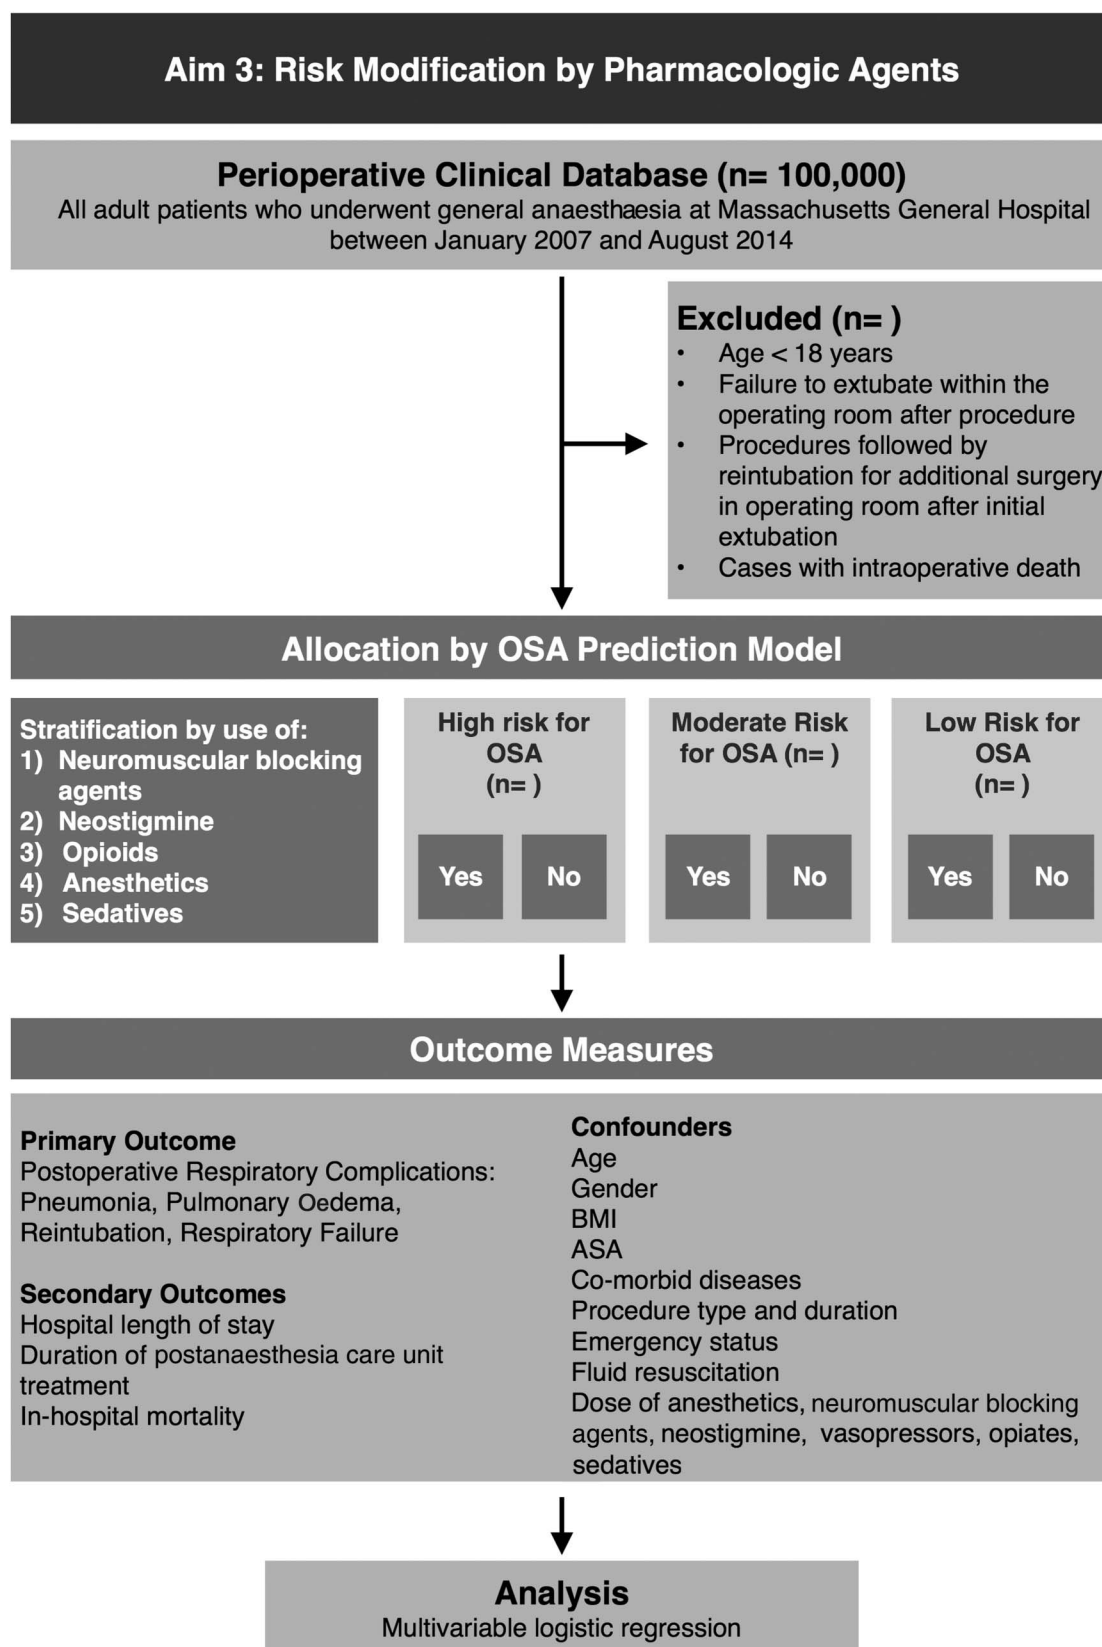 Aim 3: Risk Modification by Pharmacologic Agents
Perioperative Clinical Database (n= 100,000)
All adult patients who underwent general anaesthaesia at Massachusetts General Hospital
between January 2007 and August 2014
Excluded (n= )
• Age < 18 years
• Failure to extubate within the
operating room after procedure
• Procedures followed by
reintubation for additional surgery
in operating room after initial
extubation
• Cases with intraoperative death
Allocation by OSA Prediction Model
Stratification by use of:
1) Neuromuscular blocking
agents
2) Neostigmine
3) Opioids
4) Anesthetics
5) Sedatives
High risk for
OSA
(n= )
Yes No
Moderate Risk
for OSA (n= )
Yes No
Low Risk for
OSA
(n= )
Yes No
Outcome Measures
Primary Outcome
Postoperative Respiratory Complications:
Pneumonia, Pulmonary Oedema,
Reintubation, Respiratory Failure
Secondary Outcomes
Hospital length of stay
Duration of postanaesthesia care unit
treatment
In-hospital mortality
Confounders
Age
Gender
BMI
ASA
Co-morbid diseases
Procedure type and duration
Emergency status
Fluid resuscitation
Dose of anesthetics, neuromuscular blocking
agents, neostigmine, vasopressors, opiates,
sedatives
Analysis
Multivariable logistic regression